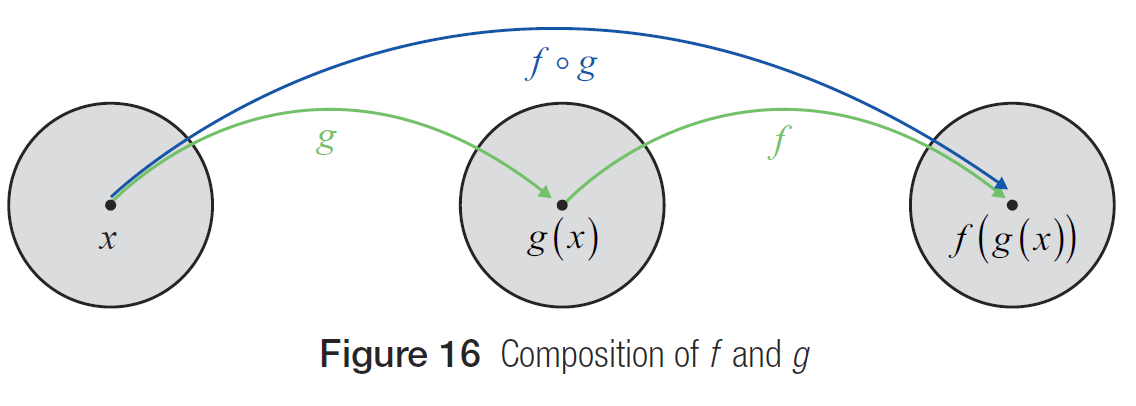 f ∘ g
g
f
x
g(x)
f(g(x))
Figure 16 Composition of f and g